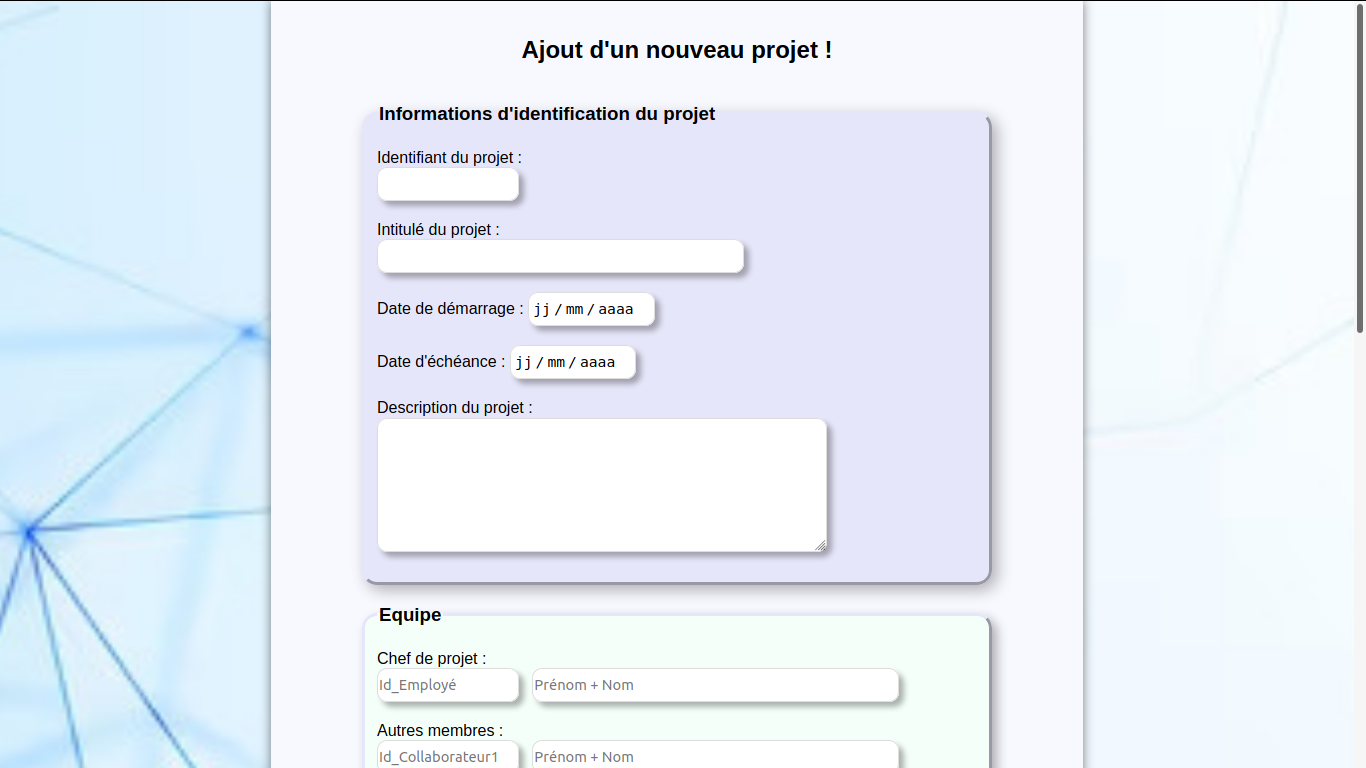 Ajout d'un nouveau projet !
Informations d'identification du projet
Identifiant du projet :
Intitulé du projet :
Date de démarrage : jj / mm / aaaa
Date d'échéance : jj / mm / aaaa
Description du projet :
Equipe
Chef de projet :
Id_Employé Prénom + Nom
Autres membres :
Id_Collaborateur1 Prénom + Nom